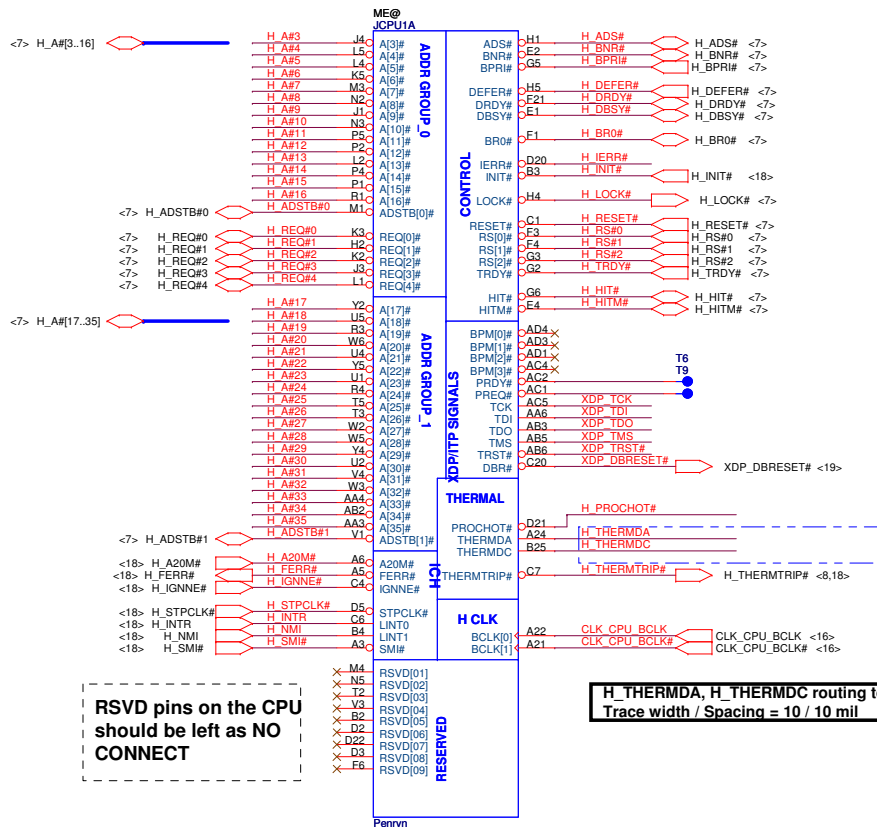 ME@
JCPU1A
<7> H_A#[3..16]
H_A#3 J4 A[3]#
H_A#4 L5 A[4]#
H_A#5 L4 A[5]#
H_A#6 K5 A[6]#
H_A#7 M3 A[7]#
H_A#8 N2 A[8]#
H_A#9 J1 A[9]#
H_A#10 N3 A[10]#
H_A#11 P5 A[11]#
H_A#12 P2 A[12]#
H_A#13 L2 A[13]#
H_A#14 P4 A[14]#
H_A#15 P1 A[15]#
H_A#16 R1 A[16]#
<7> H_ADSTB#0 H_ADSTB#0 M1 ADSTB[0]#
<7> H_REQ#0 H_REQ#0 K3 REQ[0]#
<7> H_REQ#1 H_REQ#1 H2 REQ[1]#
<7> H_REQ#2 H_REQ#2 K2 REQ[2]#
<7> H_REQ#3 H_REQ#3 J3 REQ[3]#
<7> H_REQ#4 H_REQ#4 L1 REQ[4]#
ADDR GROUP_0
<7> H_A#[17..35]
H_A#17 Y2 A[17]#
H_A#18 U5 A[18]#
H_A#19 R3 A[19]#
H_A#20 W6 A[20]#
H_A#21 U4 A[21]#
H_A#22 Y5 A[22]#
H_A#23 U1 A[23]#
H_A#24 R4 A[24]#
H_A#25 T5 A[25]#
H_A#26 T3 A[26]#
H_A#27 W2 A[27]#
H_A#28 W5 A[28]#
H_A#29 Y4 A[29]#
H_A#30 U2 A[30]#
H_A#31 V4 A[31]#
H_A#32 W3 A[32]#
H_A#33 AA4 A[33]#
H_A#34 AB2 A[34]#
H_A#35 AA3 A[35]#
<7> H_ADSTB#1 H_ADSTB#1 V1 ADSTB[1]#
ADDR GROUP_1
<18> H_A20M# H_A20M# A6 A20M#
<18> H_FERR# H_FERR# A5 FERR#
<18> H_IGNNE# H_IGNNE# C4 IGNNE#
ICH
<18> H_STPCLK# H_STPCLK# D5 STPCLK#
<18> H_INTR H_INTR C6 LINT0
<18> H_NMI H_NMI B4 LINT1
<18> H_SMI# H_SMI# A3 SMI#
M4 RSVD[01]
N5 RSVD[02]
T2 RSVD[03]
V3 RSVD[04]
B2 RSVD[05]
D2 RSVD[06]
D22 RSVD[07]
D3 RSVD[08]
F6 RSVD[09]
RESERVED
Penryn
CONTROL
ADS# H1 H_ADS# H_ADS# <7>
BNR# E2 H_BNR# H_BNR# <7>
BPRI# G5 H_BPRI# H_BPRI# <7>
DEFER# H5 H_DEFER# H_DEFER# <7>
DRDY# F21 H_DRDY# H_DRDY# <7>
DBSY# E1 H_DBSY# H_DBSY# <7>
BR0# F1 H_BR0# H_BR0# <7>
IERR# D20 H_IERR#
INIT# B3 H_INIT# H_INIT# <18>
LOCK# H4 H_LOCK# H_LOCK# <7>
RESET# C1 H_RESET# H_RESET# <7>
RS[0]# F3 H_RS#0 H_RS#0 <7>
RS[1]# F4 H_RS#1 H_RS#1 <7>
RS[2]# G3 H_RS#2 H_RS#2 <7>
TRDY# G2 H_TRDY# H_TRDY# <7>
HIT# G6 H_HIT# H_HIT# <7>
HITM# E4 H_HITM# H_HITM# <7>
XDP/ITP SIGNALS
BPM[0]# AD4
BPM[1]# AD3
BPM[2]# AD1
BPM[3]# AC4
PRDY# AC2 T6
PREQ# AC1 T9
TCK AC5 XDP_TCK
TDI AA6 XDP_TDI
TDO AB3 XDP_TDO
TMS AB5 XDP_TMS
TRST# AB6 XDP_TRST#
DBR# C20 XDP_DBRESET# XDP_DBRESET# <19>
THERMAL
PROCHOT# D21 H_PROCHOT#
THERMDA A24 H_THERMDA
THERMDC B25 H_THERMDC
THERMTRIP# C7 H_THERMTRIP# H_THERMTRIP# <8,18>
H CLK
BCLK[0] A22 CLK_CPU_BCLK CLK_CPU_BCLK <16>
BCLK[1] A21 CLK_CPU_BCLK# CLK_CPU_BCLK# <16>
RSVD pins on the CPU
should be left as NO
CONNECT
H_THERMDA, H_THERMDC routing
Trace width / Spacing = 10 / 10 mil